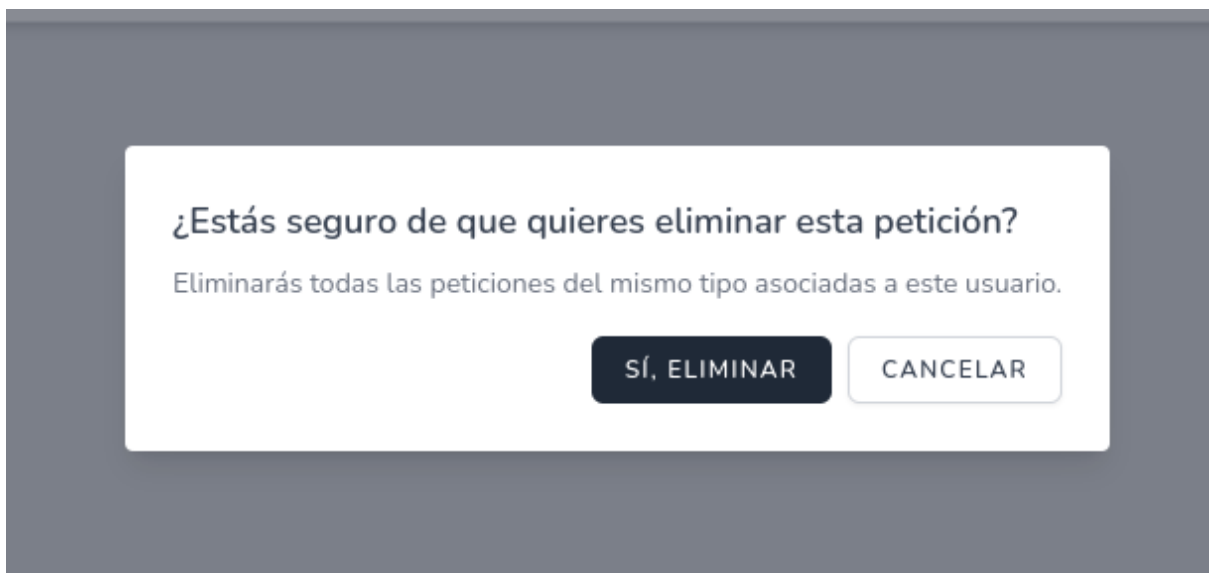 ¿Estás seguro de que quieres eliminar esta petición?
Eliminarás todas las peticiones del mismo tipo asociadas a este usuario.
SÍ, ELIMINAR
CANCELAR